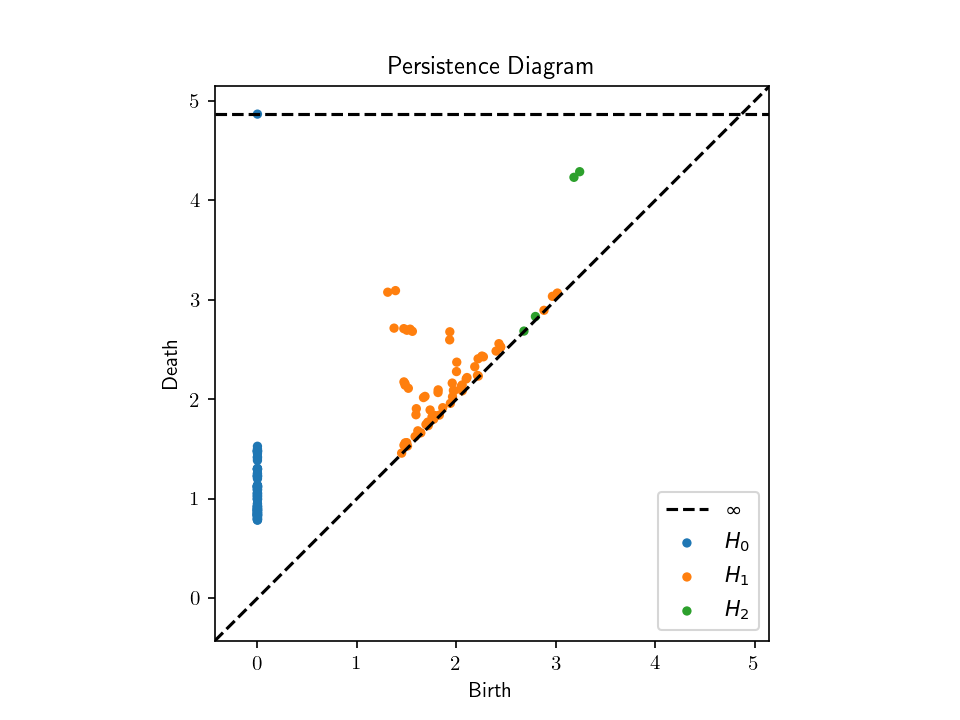 Persistence Diagram
5
4
3
2
1
0
Death
0 1 2 3 4 5
Birth
∞
H₀
H₁
H₂